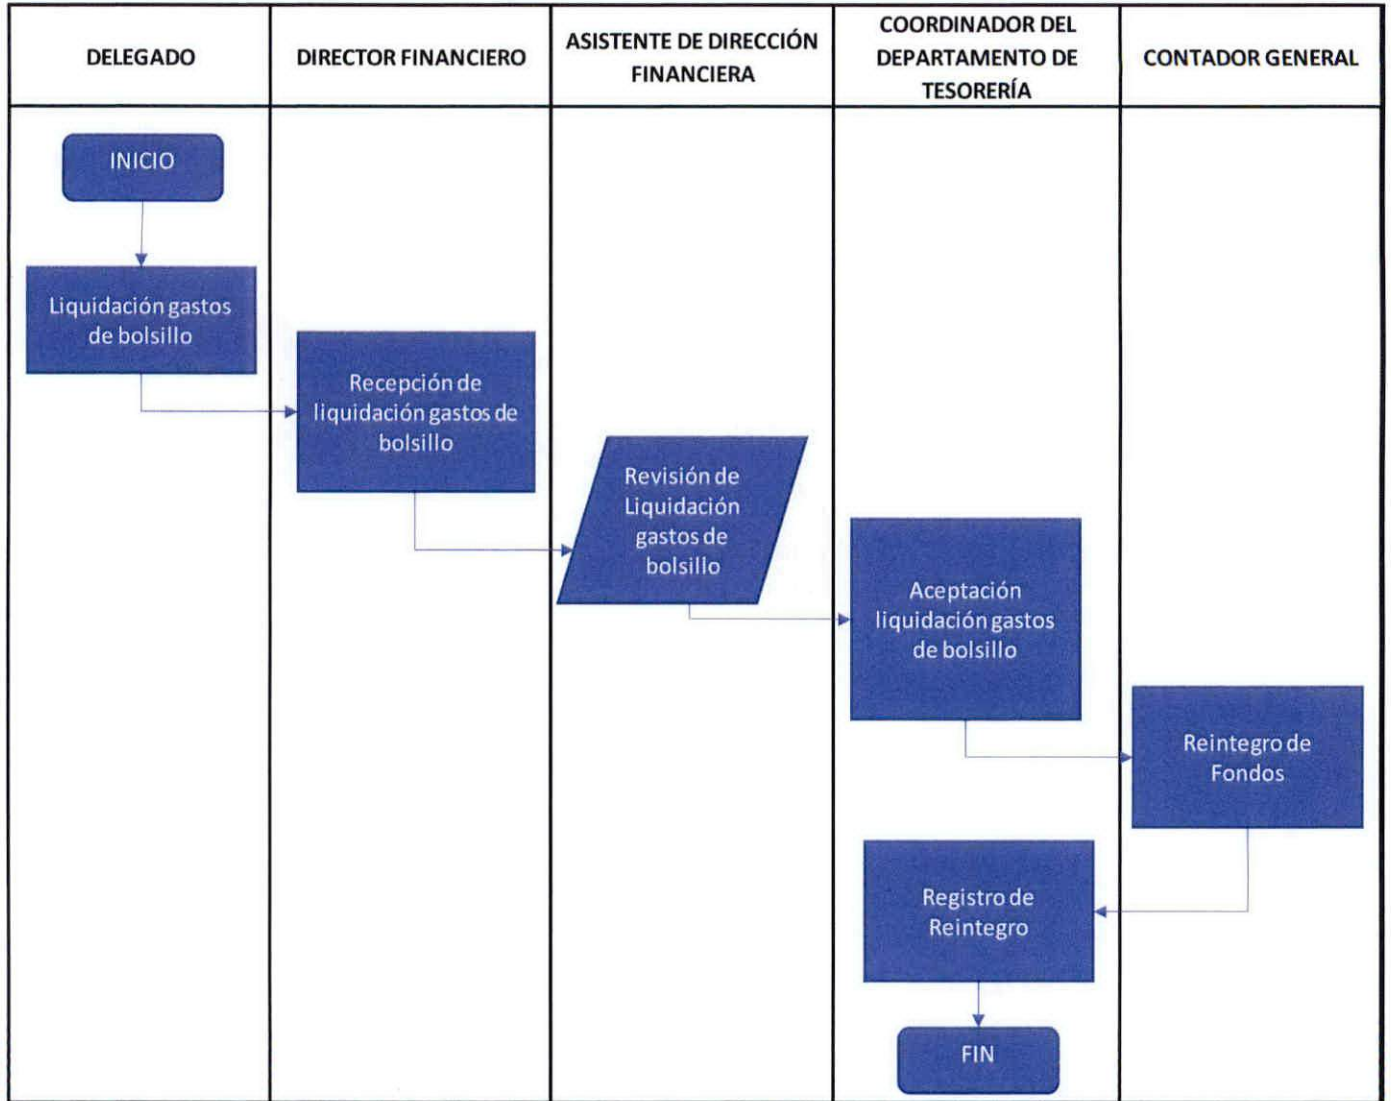 DELEGADO
DIRECTOR FINANCIERO
ASISTENTE DE DIRECCIÓN
FINANCIERA
COORDINADOR DEL
DEPARTAMENTO DE
TESORERÍA
CONTADOR GENERAL
INICIO
Liquidación gastos
de bolsillo
Recepción de
liquidación gastos de
bolsillo
Revisión de
Liquidación
gastos de
bolsillo
Aceptación
liquidación gastos
de bolsillo
Reintegro de
Fondos
Registro de
Reintegro
FIN